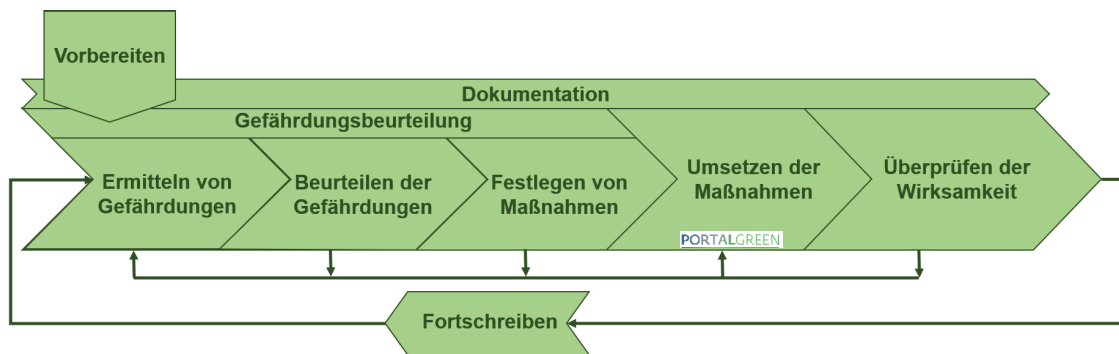 Vorbereiten
Dokumentation
Gefährdungsbeurteilung
Ermitteln von
Gefährdungen
Beurteilen der
Gefährdungen
Festlegen von
Maßnahmen
Umsetzen der
Maßnahmen
PORTALGREEN
Überprüfen der
Wirksamkeit
Fortschreiben